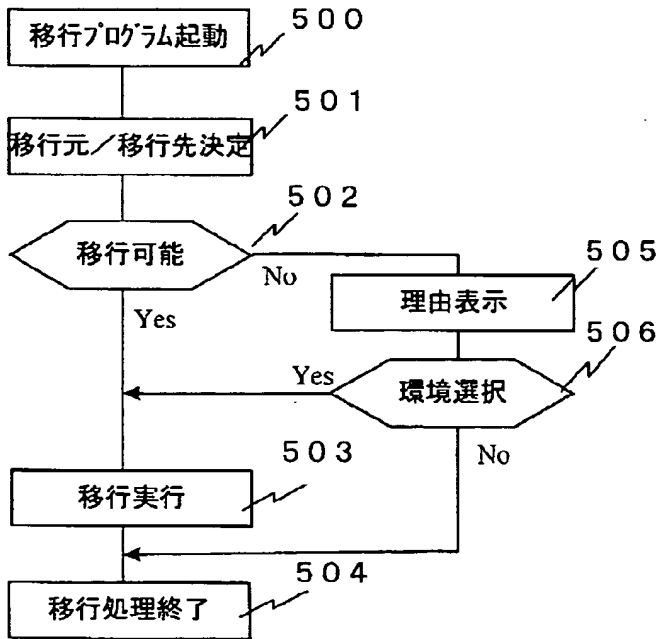 移行プログラム起動
500
移行元／移行先決定
501
移行可能
502
No
Yes
理由表示
505
環境選択
506
Yes
No
移行実行
503
移行処理終了
504